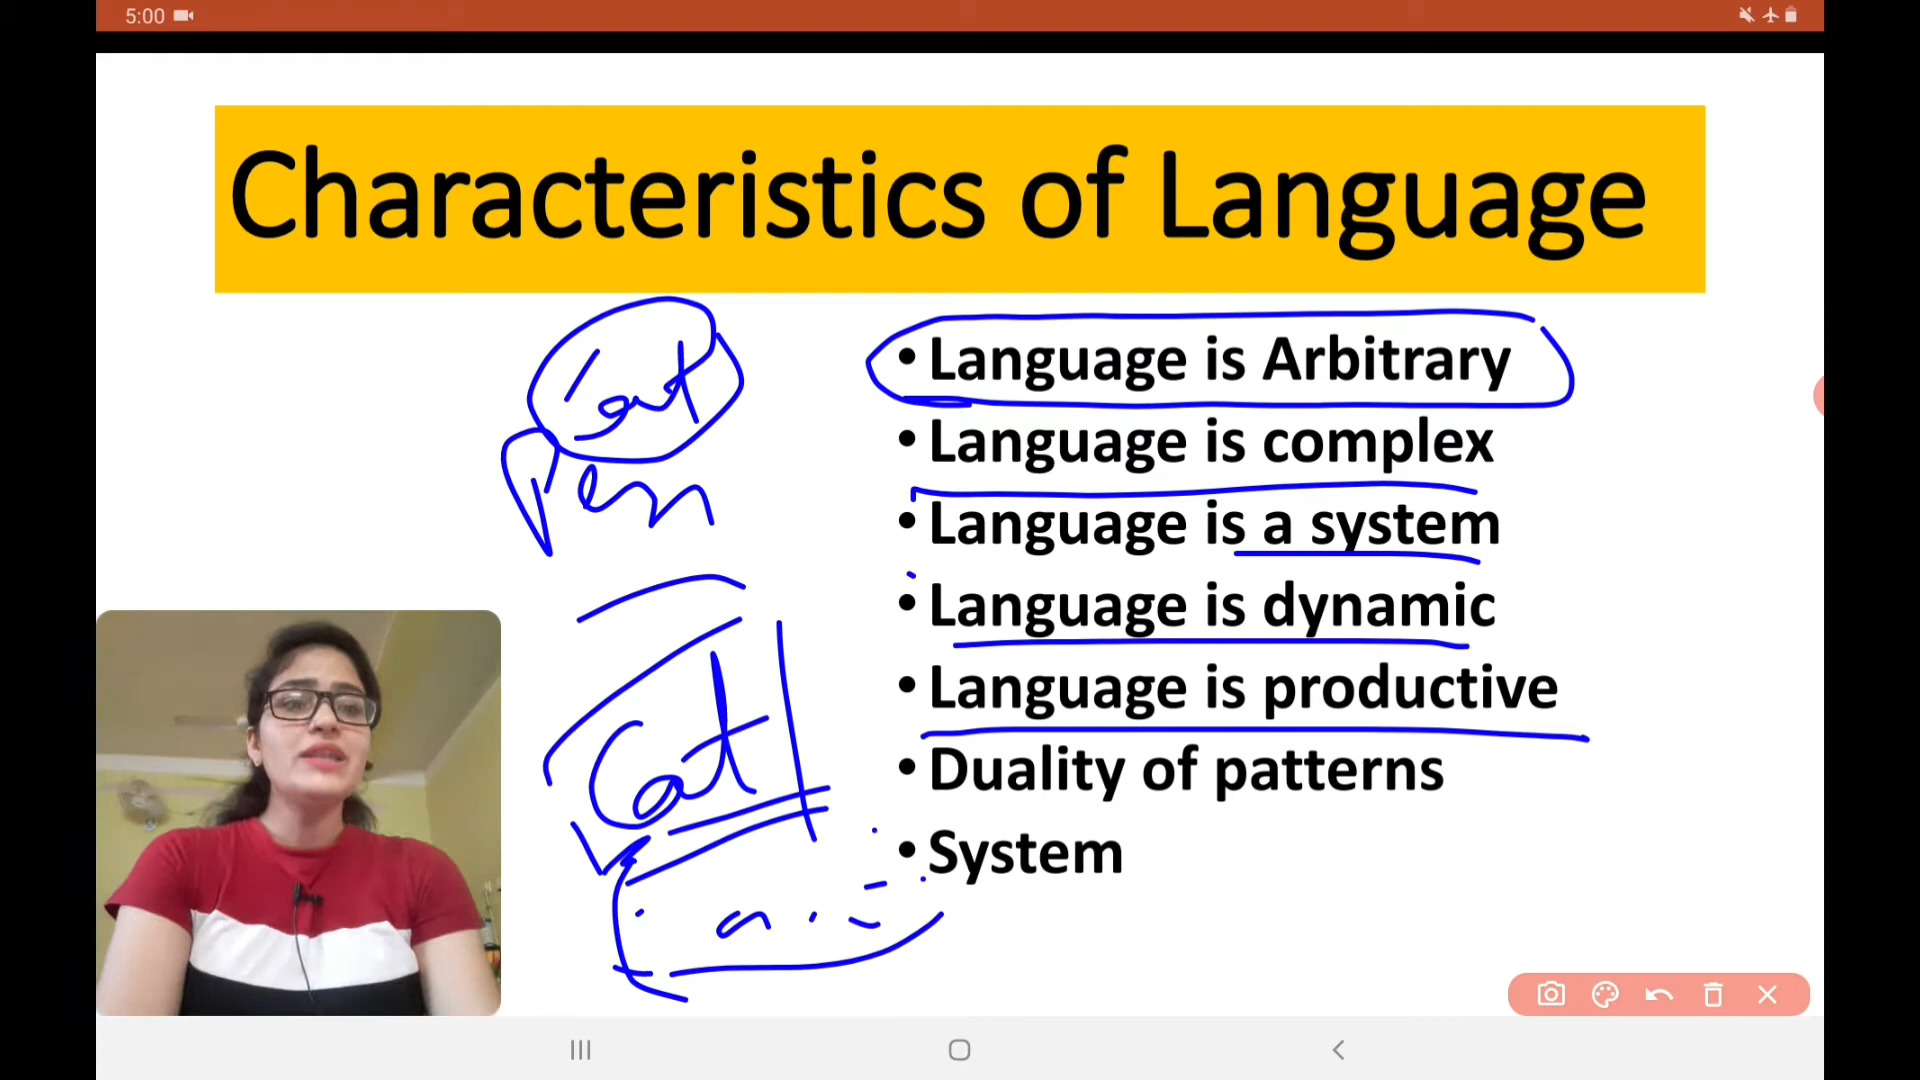 5:00
Characteristics of Language
• Language is Arbitrary
• Language is complex
• Language is a system
• Language is dynamic
• Language is productive
• Duality of patterns
• System
Cat
Pen
Cat